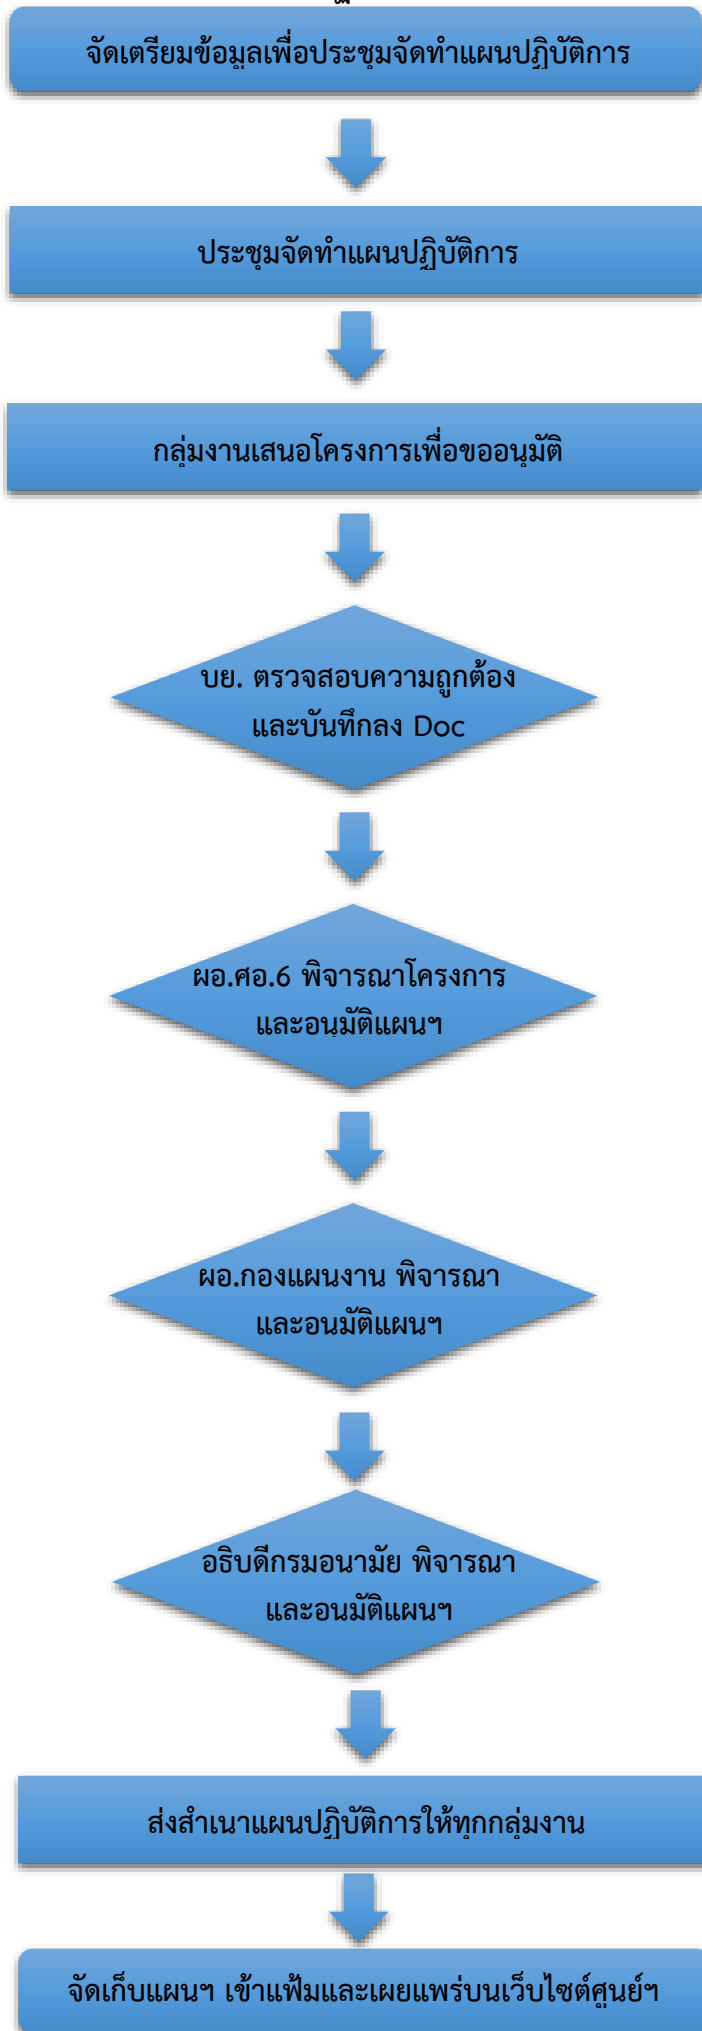 จัดเตรียมข้อมูลเพื่อประชุมจัดทำแผนปฏิบัติการ
ประชุมจัดทำแผนปฏิบัติการ
กลุ่มงานเสนอโครงการเพื่อขออนุมัติ
บย. ตรวจสอบความถูกต้อง
และบันทึกลง Doc
ผอ.ศอ.6 พิจารณาโครงการ
และอนุมัติแผนฯ
ผอ.กองแผนงาน พิจารณา
และอนมัติแผนฯ
อธิบดีกรมอนามัย พิจารณา
และอนมัติแผนฯ
ส่งสำเนาแผนปฏิบัติการให้ทุกกลุ่มงาน
จัดเก็บแผนฯ เข้าแฟ้มและเผยแพร่บนเว็บไซต์ศูนย์ฯ